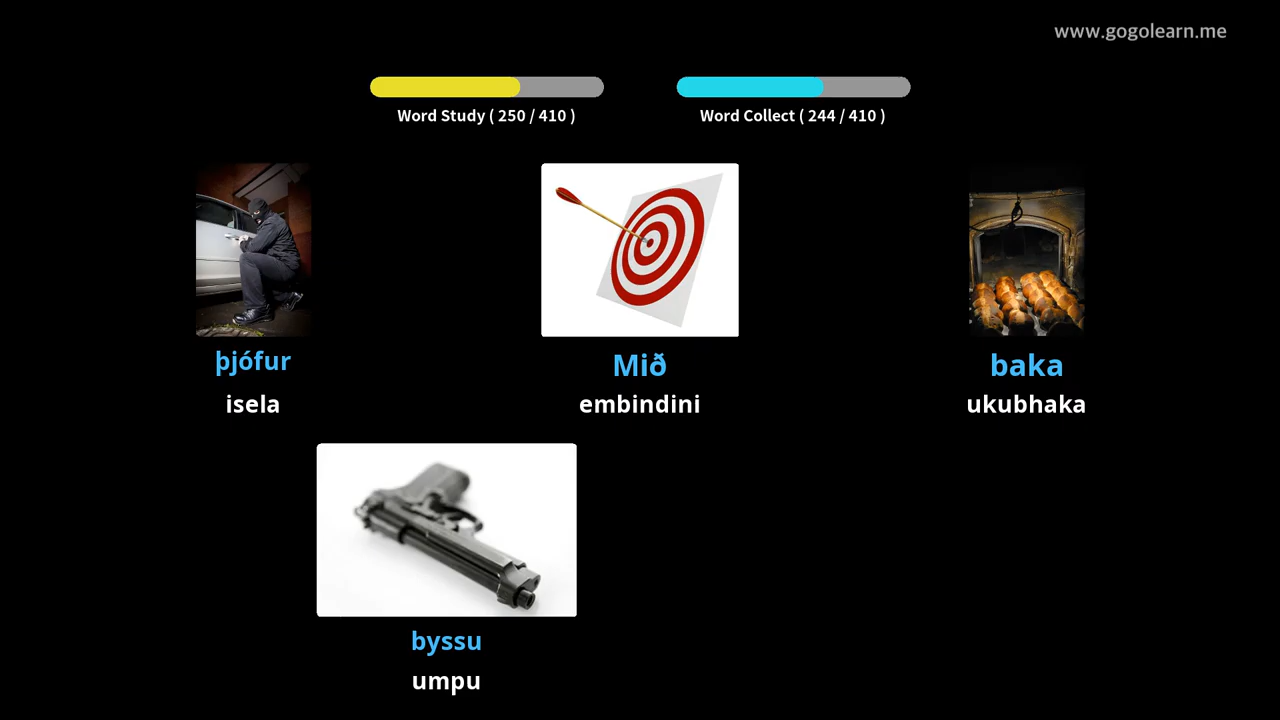 www.gogolearn.me
Word Study ( 250 / 410 )
Word Collect ( 244 / 410 )
þjófur
isela
Mið
embindini
baka
ukubhaka
byssu
umpu